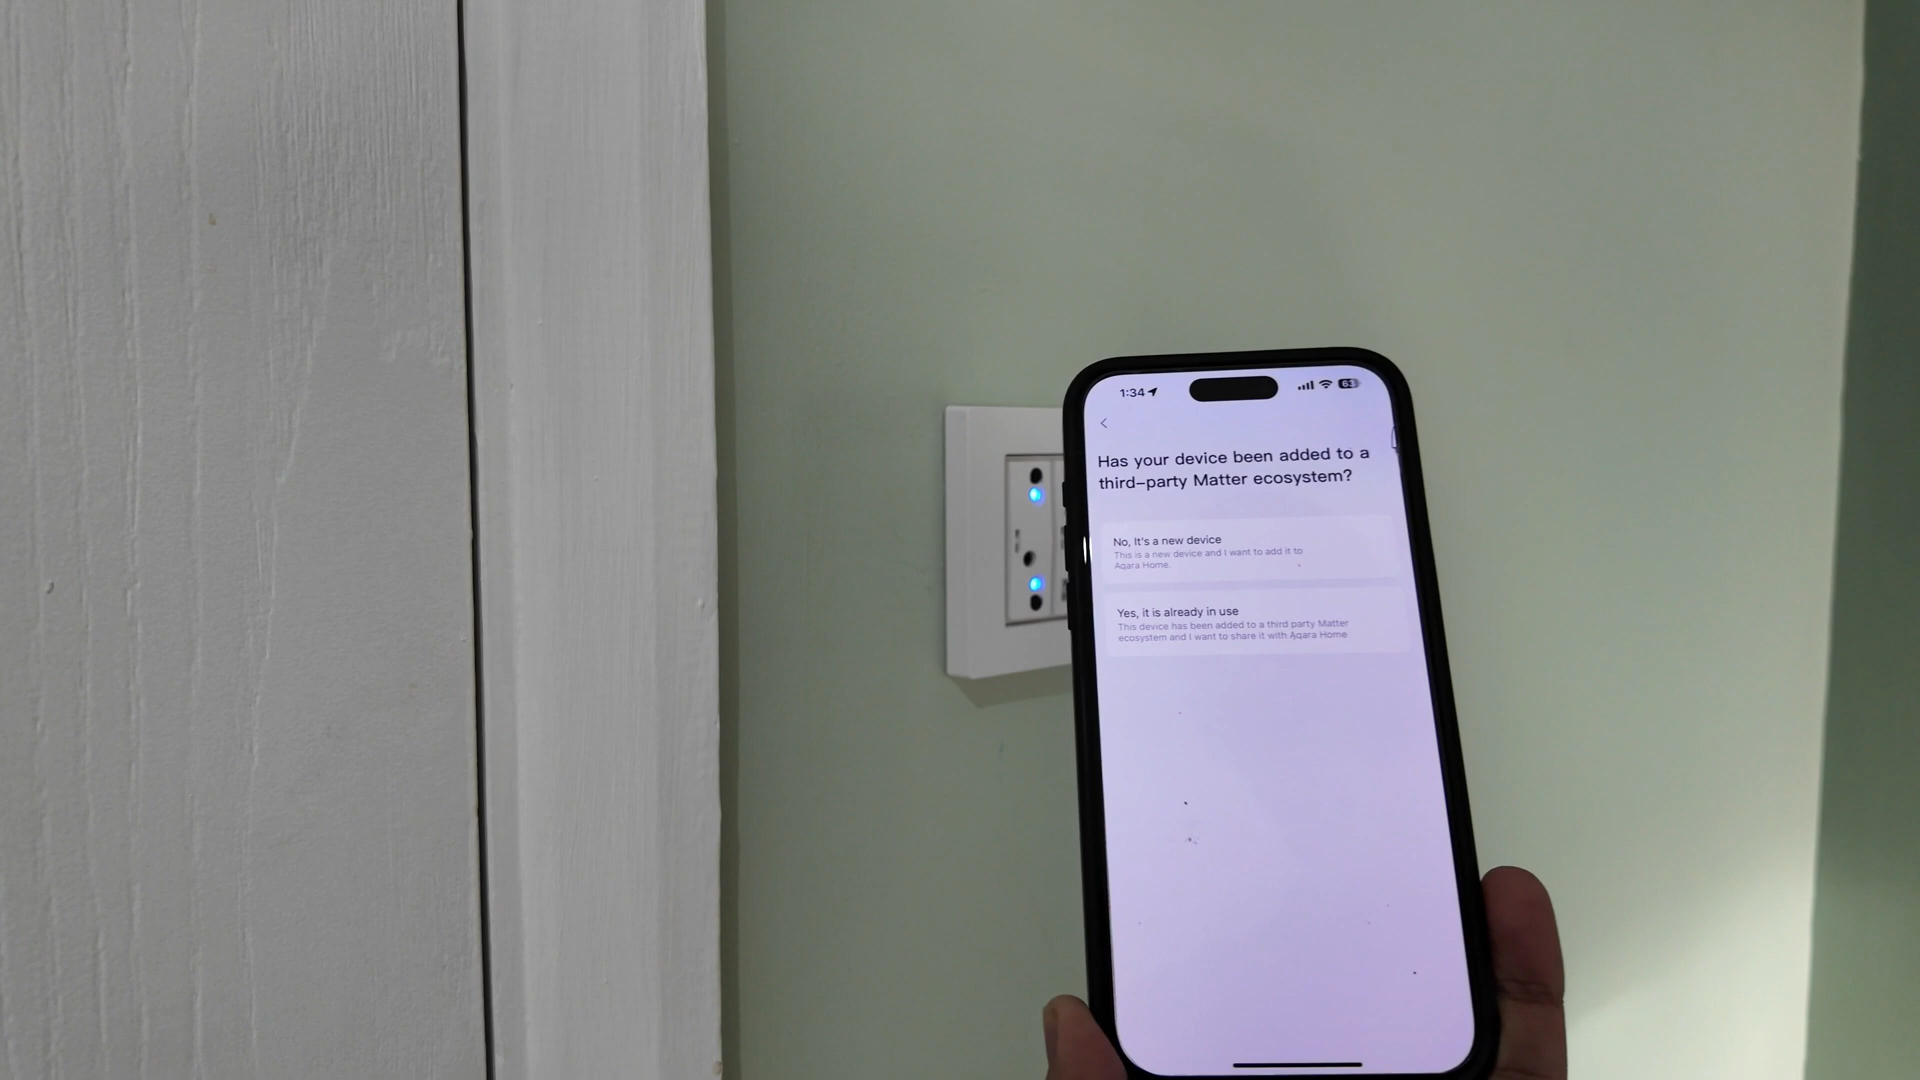 1:34
63
Has your device been added to a
third-party Matter ecosystem?
No, It's a new device
This is a new device and I want to add it to
Aqara Home.
Yes, it is already in use
This device has been added to a third party Matter
ecosystem and I want to share it with Aqara Home